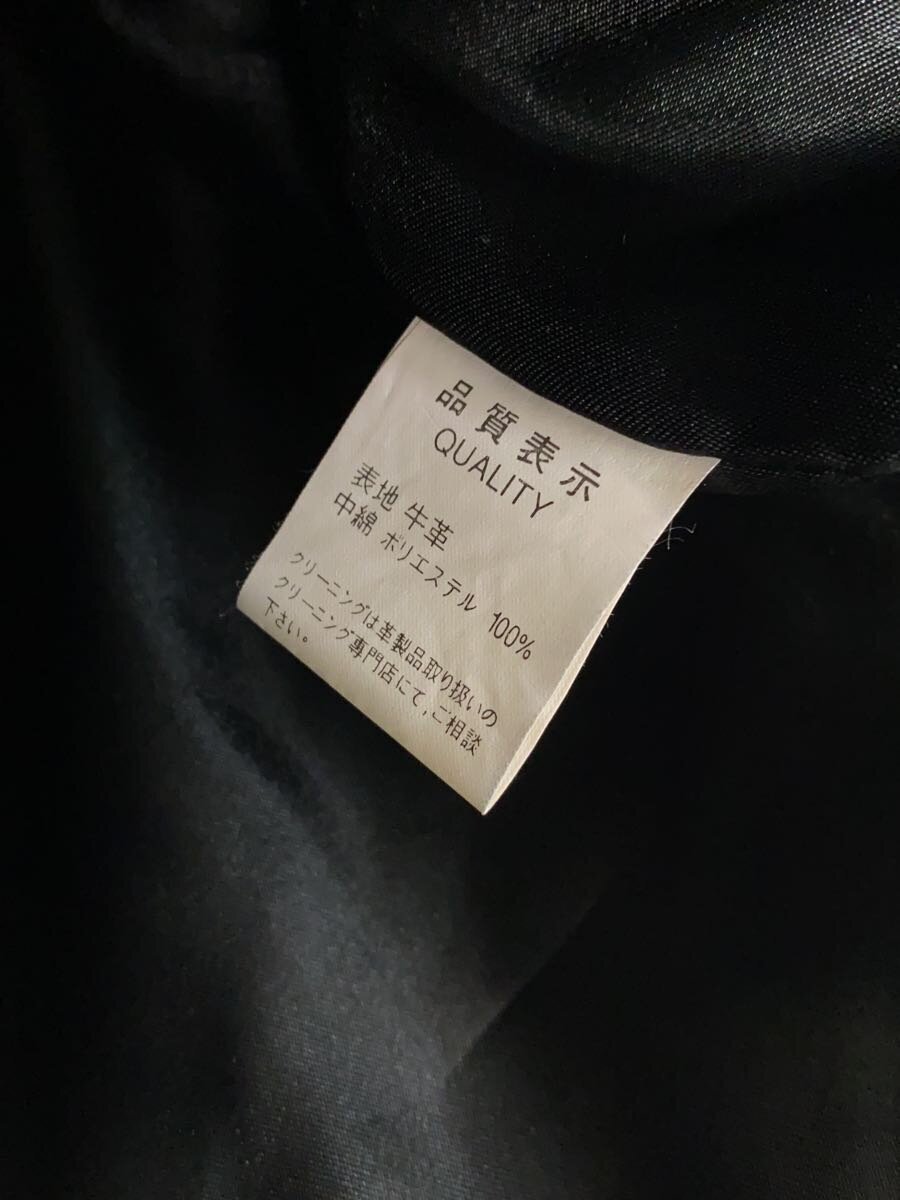 品質表示
QUALITY
表地 牛革
中綿 ポリエステル 100%
クリーニングは革製品取り扱いの
クリーニング専門店にて,ご相談
下さい。